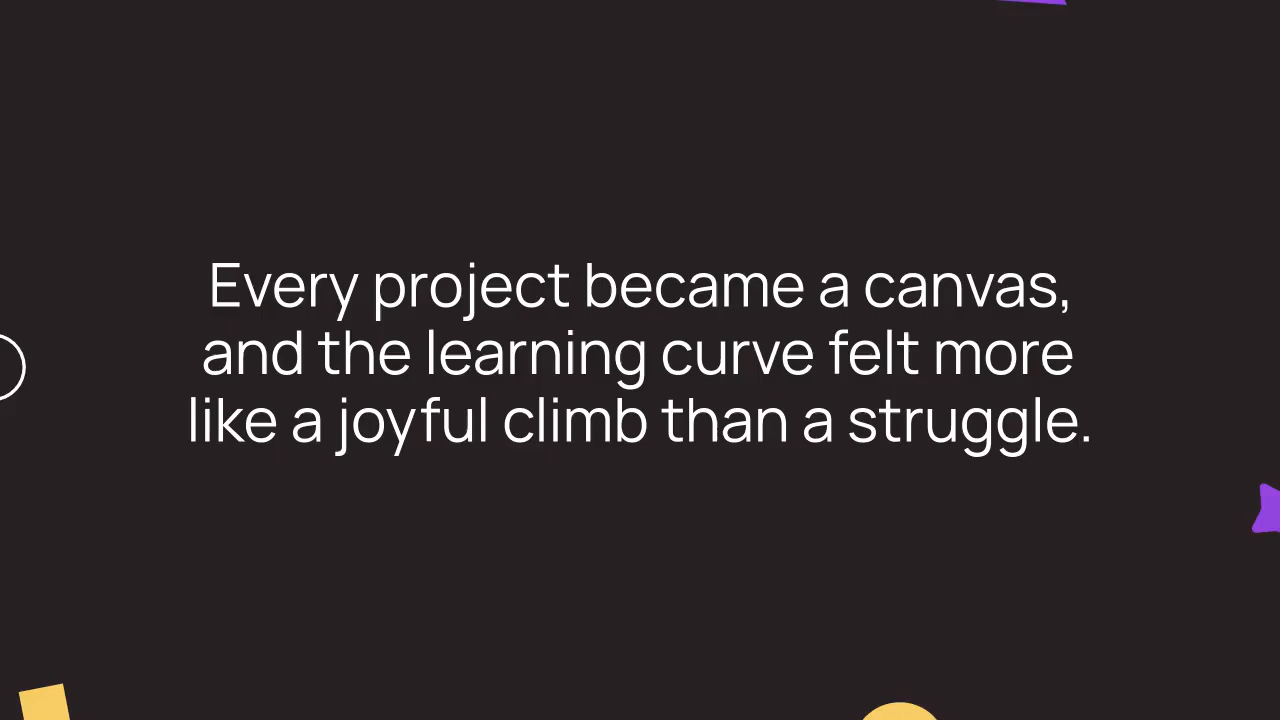 Every project became a canvas,
and the learning curve felt more
like a joyful climb than a struggle.